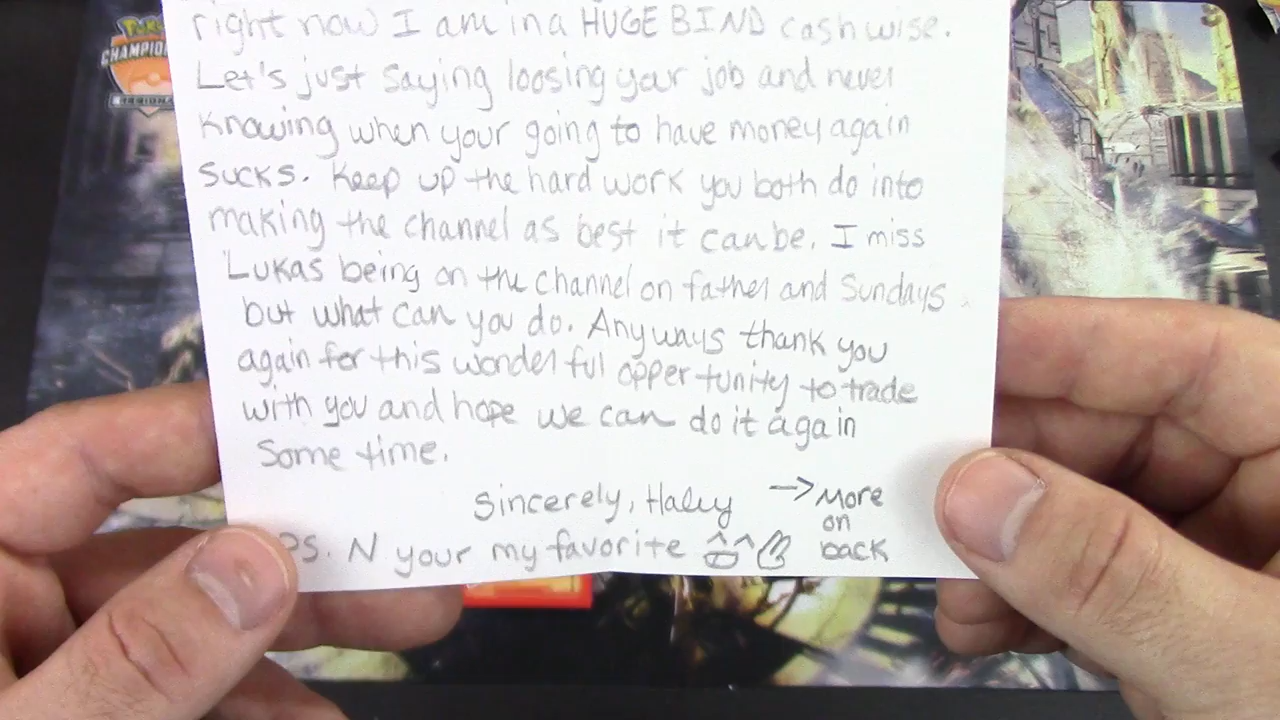 right now I am in a HUGE BIND cash wise.
Let's just saying loosing your job and never
knowing when your going to have money again
sucks. Keep up the hard work you both do into
making the channel as best it can be. I miss
Lukas being on the channel on father and Sundays
but what can you do. Anyways thank you
again for this wonderful oppertunity to trade
with you and hope we can do it again
Some time.
Sincerely, Haley
→ More
on
back
PS. N your my favorite